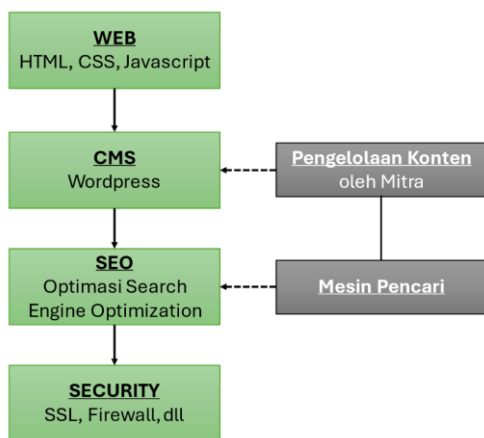 WEB
HTML, CSS, Javascript
CMS
Wordpress
Pengelolaan Konten
oleh Mitra
SEO
Optimasi Search
Engine Optimization
Mesin Pencari
SECURITY
SSL, Firewall, dll